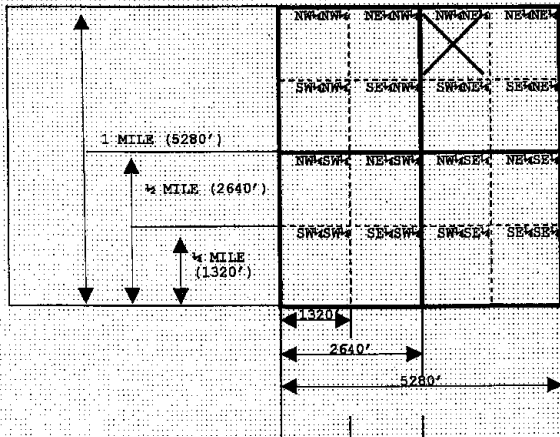 NW¼NW¼ NE¼NW¼ NW¼NE¼ NE¼NE¼
SW¼NW¼ SE¼NW¼ SW¼NE¼ SE¼NE¼
1 MILE (5280')
NW¼SW¼ NE¼SW¼ NW¼SE¼ NE¼SE¼
½ MILE (2640')
SW¼SW¼ SE¼SW¼ SW¼SE¼ SE¼SE¼
¼ MILE
(1320')
1320'
2640'
5280'